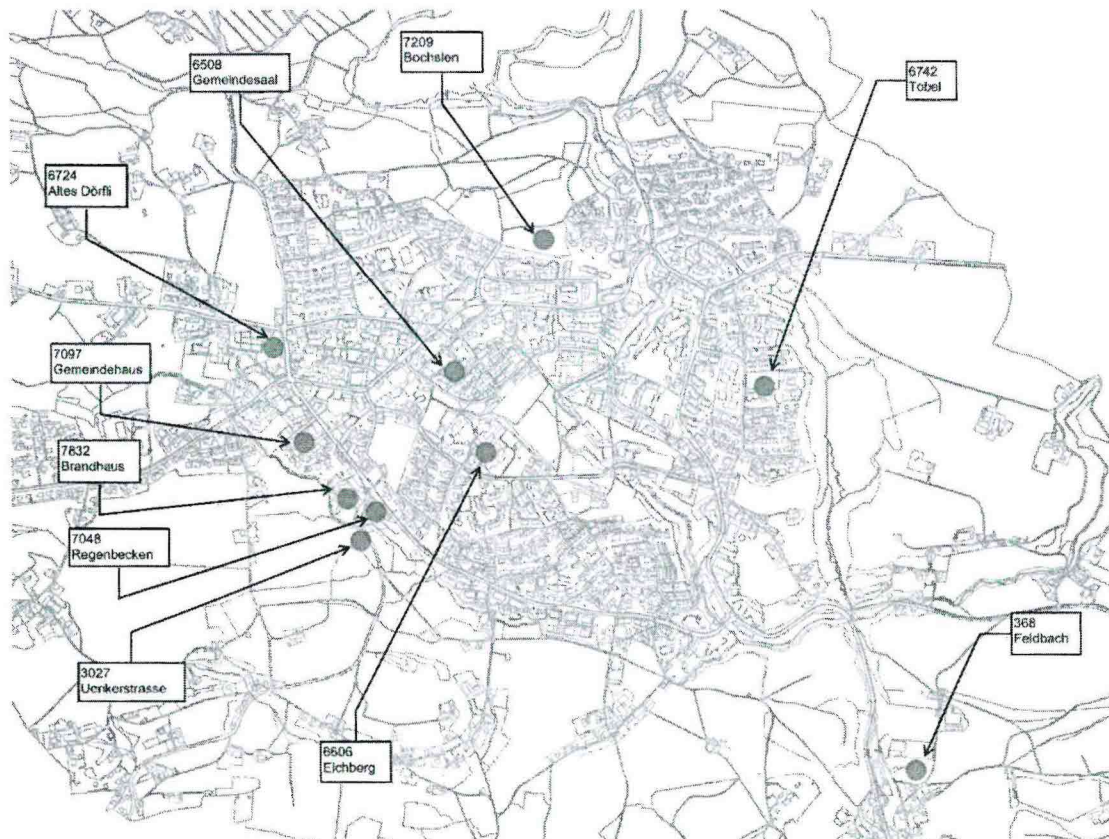 7209
Bochslen
6508
Gemeindesaal
6742
Tobel
6724
Altes Dörfli
7097
Gemeindehaus
7832
Brandhaus
7048
Regenbecken
3027
Uenkerstrasse
6606
Eichberg
368
Feldbach